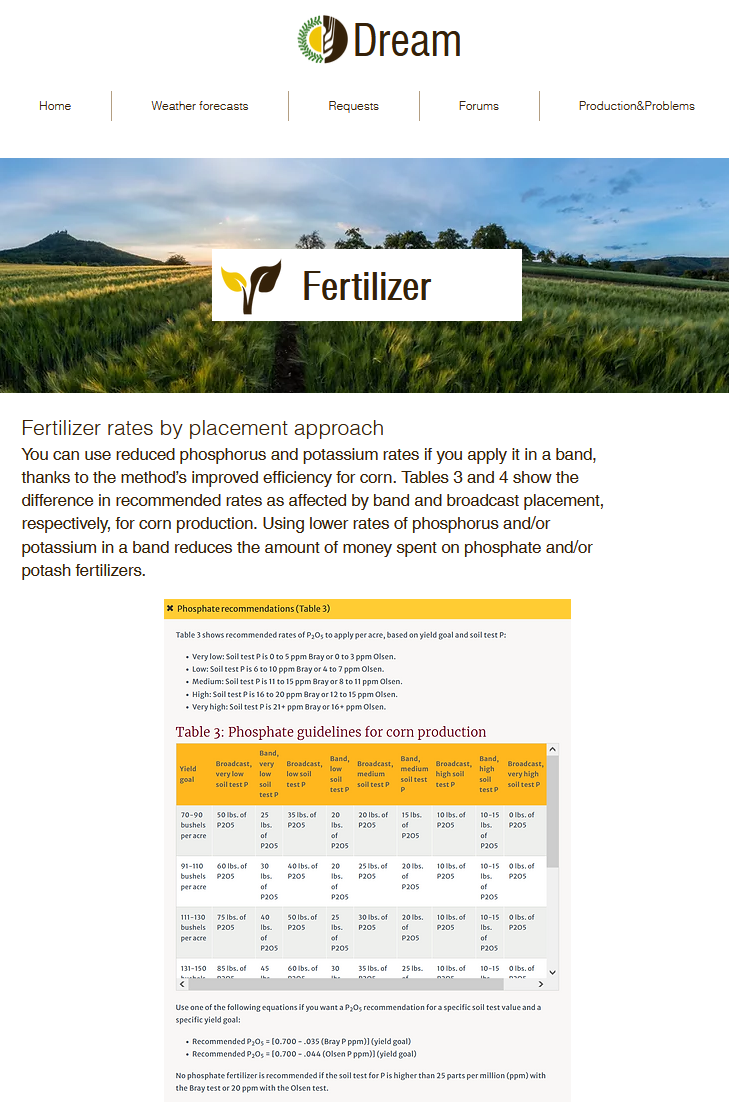 Dream
Home
Weather forecasts
Requests
Forums
Production&Problems
Fertilizer
Fertilizer rates by placement approach
You can use reduced phosphorus and potassium rates if you apply it in a band,
thanks to the method's improved efficiency for corn. Tables 3 and 4 show the
difference in recommended rates as affected by band and broadcast placement,
respectively, for corn production. Using lower rates of phosphorus and/or
potassium in a band reduces the amount of money spent on phosphate and/or
potash fertilizers.
✖ Phosphate recommendations (Table 3)
Table 3 shows recommended rates of P₂O₅ to apply per acre, based on yield goal and soil test P:
• Very low: Soil test P is 0 to 5 ppm Bray or 0 to 3 ppm Olsen.
• Low: Soil test P is 6 to 10 ppm Bray or 4 to 7 ppm Olsen.
• Medium: Soil test P is 11 to 15 ppm Bray or 8 to 11 ppm Olsen.
• High: Soil test P is 16 to 20 ppm Bray or 12 to 15 ppm Olsen.
• Very high: Soil test P is 21+ ppm Bray or 16+ ppm Olsen.
Table 3: Phosphate guidelines for corn production
Yield goal | Broadcast, very low soil test P | Band, very low soil test P | Broadcast, low soil test P | Band, low soil test P | Broadcast, medium soil test P | Band, medium soil test P | Broadcast, high soil test P | Band, high soil test P | Broadcast, very high soil test P
70-90 bushels per acre | 50 lbs. of P2O5 | 25 lbs. of P2O5 | 35 lbs. of P2O5 | 20 lbs. of P2O5 | 20 lbs. of P2O5 | 15 lbs. of P2O5 | 10 lbs. of P2O5 | 10-15 lbs. of P2O5 | 0 lbs. of P2O5
91-110 bushels per acre | 60 lbs. of P2O5 | 30 lbs. of P2O5 | 40 lbs. of P2O5 | 20 lbs. of P2O5 | 25 lbs. of P2O5 | 20 lbs. of P2O5 | 10 lbs. of P2O5 | 10-15 lbs. of P2O5 | 0 lbs. of P2O5
111-130 bushels per acre | 75 lbs. of P2O5 | 40 lbs. of P2O5 | 50 lbs. of P2O5 | 25 lbs. of P2O5 | 30 lbs. of P2O5 | 20 lbs. of P2O5 | 10 lbs. of P2O5 | 10-15 lbs. of P2O5 | 0 lbs. of P2O5
131-150 | 85 lbs. of | 45 | 60 lbs. of | 30 | 35 lbs. of | 25 lbs. | 10 lbs. of | 10-15 | 0 lbs. of
Use one of the following equations if you want a P₂O₅ recommendation for a specific soil test value and a
specific yield goal:
• Recommended P₂O₅ = [0.700 - .035 (Bray P ppm)] (yield goal)
• Recommended P₂O₅ = [0.700 - .044 (Olsen P ppm)] (yield goal)
No phosphate fertilizer is recommended if the soil test for P is higher than 25 parts per million (ppm) with
the Bray test or 20 ppm with the Olsen test.